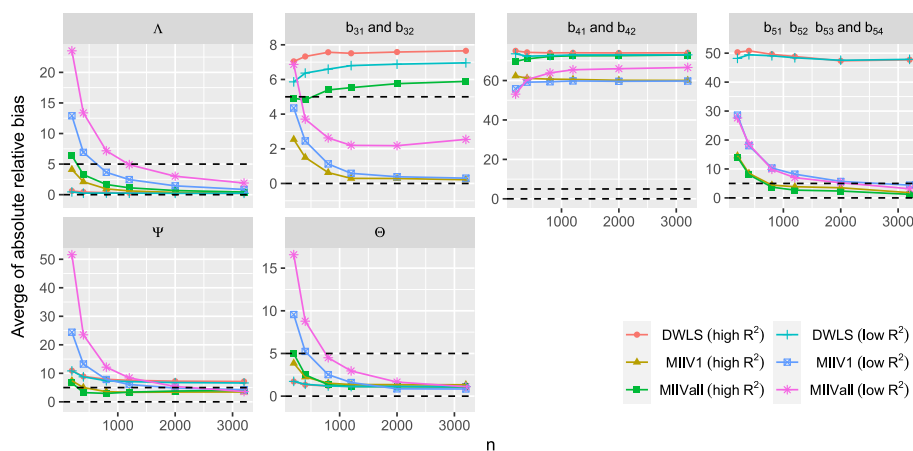 Averge of absolute relative bias
Λ
b₃₁ and b₃₂
b₄₁ and b₄₂
b₅₁ b₅₂ b₅₃ and b₅₄
25
20
15
10
5
0
8
6
4
2
0
80
60
40
20
0
50
40
30
20
10
0
1000 2000 3000
1000 2000 3000
Ψ
Θ
50
40
30
20
10
0
15
10
5
0
1000 2000 3000
1000 2000 3000
n
DWLS (high R²)
MIIV1 (high R²)
MIIVall (high R²)
DWLS (low R²)
MIIV1 (low R²)
MIIVall (low R²)